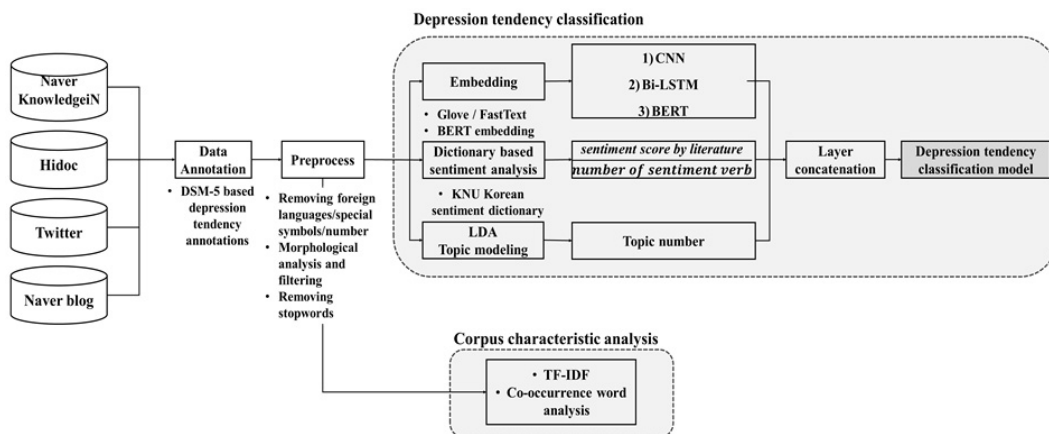 Depression tendency classification
Naver
KnowledgeiN
Hidoc
Twitter
Naver blog
Data
Annotation
• DSM-5 based
depression
tendency
annotations
Preprocess
• Removing foreign
languages/special
symbols/number
• Morphological
analysis and
filtering
• Removing
stopwords
Embedding
• Glove / FastText
• BERT embedding
Dictionary based
sentiment analysis
• KNU Korean
sentiment dictionary
LDA
Topic modeling
1) CNN
2) Bi-LSTM
3) BERT
sentiment score by literature
number of sentiment verb
Topic number
Layer
concatenation
Depression tendency
classification model
Corpus characteristic analysis
• TF-IDF
• Co-occurrence word
analysis